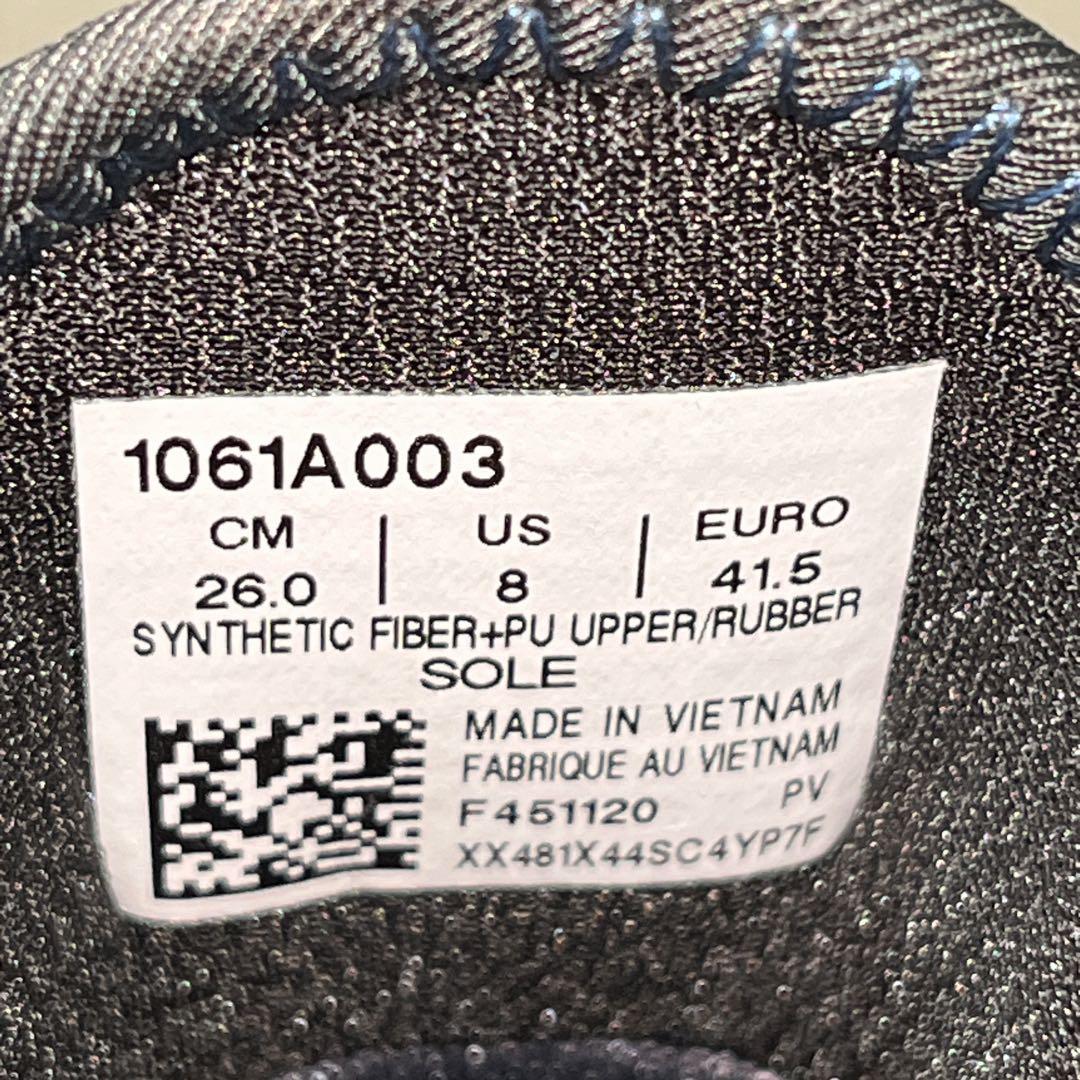 1061A003
CM | US | EURO
26.0 | 8 | 41.5
SYNTHETIC FIBER+PU UPPER/RUBBER
SOLE
MADE IN VIETNAM
FABRIQUE AU VIETNAM
F451120 PV
XX481X44SC4YP7F